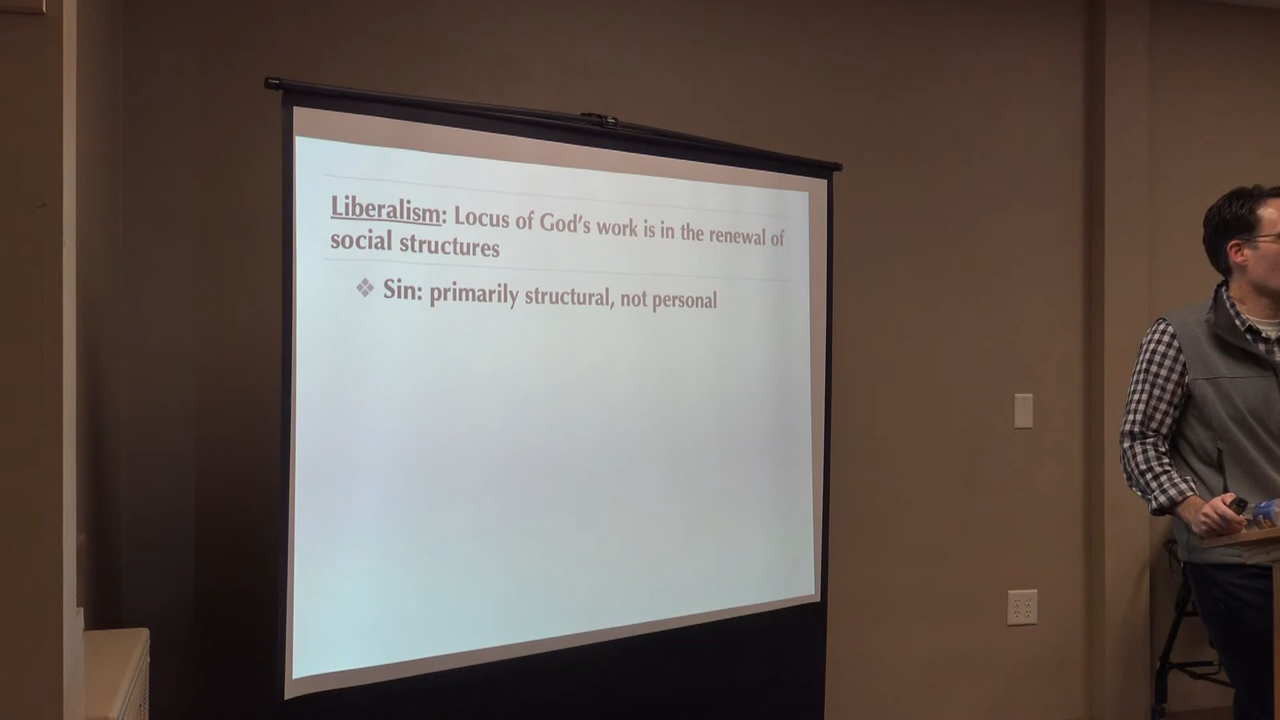 Liberalism: Locus of God's work is in the renewal of
social structures
❖ Sin: primarily structural, not personal